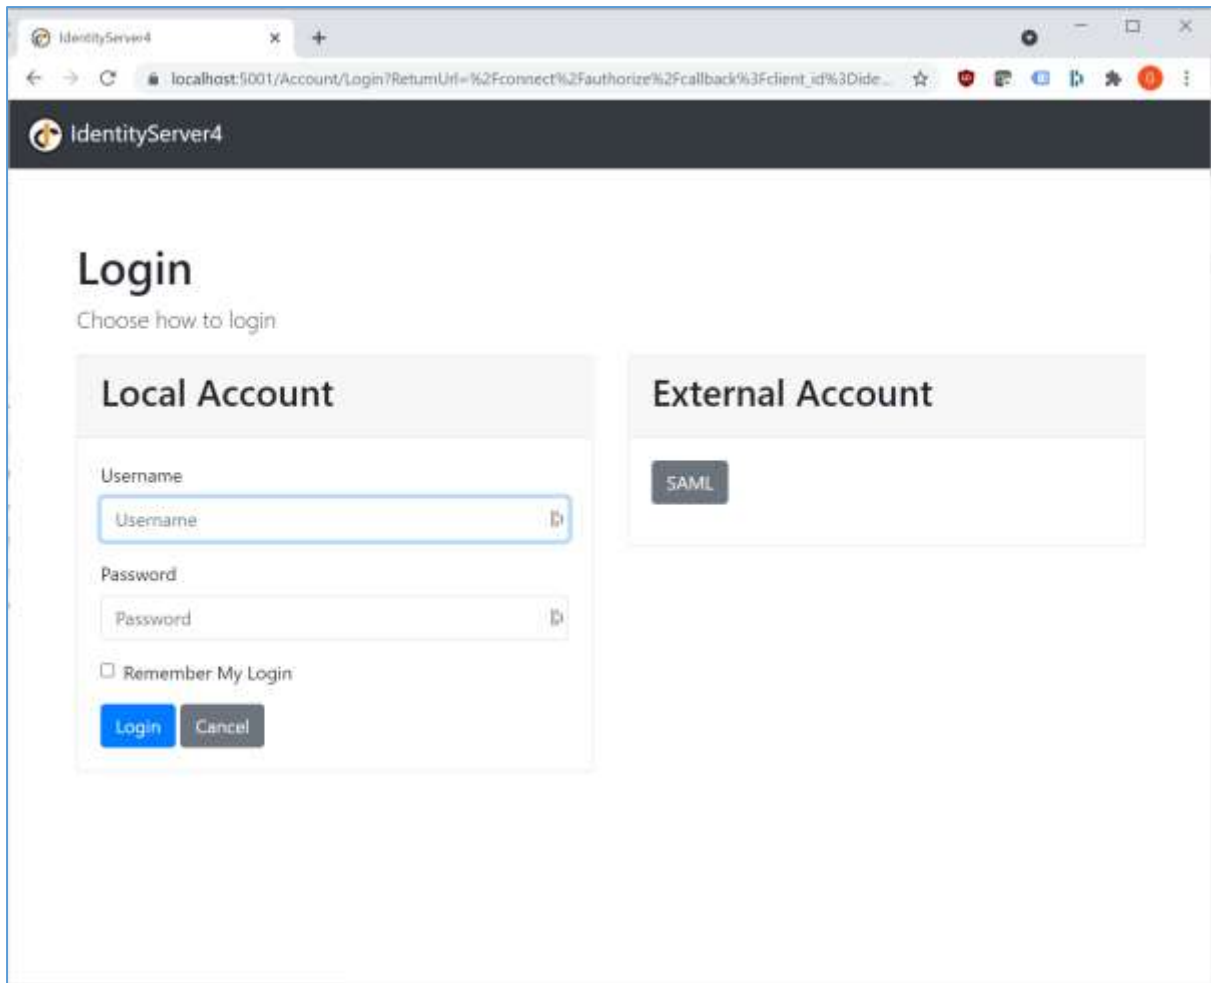 IdentityServer4
localhost:5001/Account/Login?ReturnUrl=%2Fconnect%2Fauthorize%2Fcallback%3Fclient_id%3Dide...
IdentityServer4
Login
Choose how to login
Local Account
Username
Username
Password
Password
Remember My Login
Login Cancel
External Account
SAML